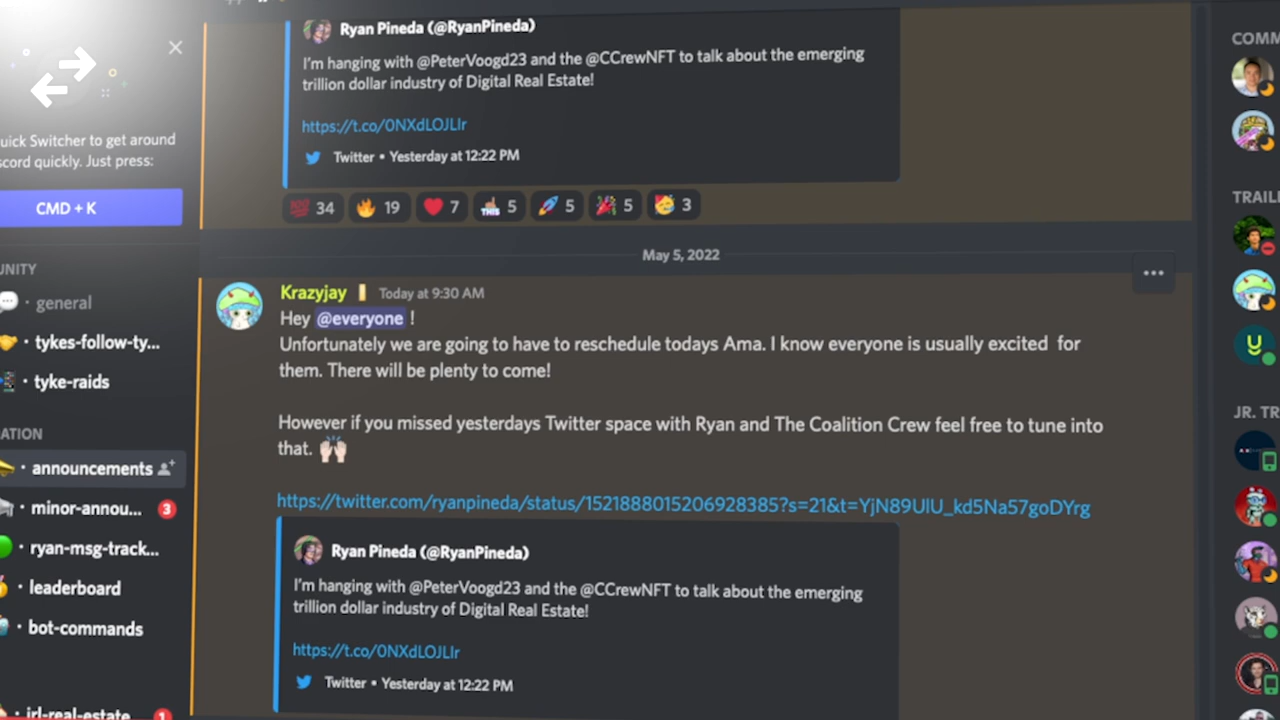 Ryan Pineda (@RyanPineda)
I'm hanging with @PeterVoogd23 and the @CCrewNFT to talk about the emerging
trillion dollar industry of Digital Real Estate!
https://t.co/0NXdLOJLIr
Twitter • Yesterday at 12:22 PM
34
19
7
THIS 5
5
5
3
uick Switcher to get around
scord quickly. Just press:
CMD + K
UNITY
general
tykes-follow-ty...
tyke-raids
ATION
announcements
minor-annou...
3
ryan-msg-track...
leaderboard
bot-commands
irl-real-estate
1
May 5, 2022
Krazyjay Today at 9:30 AM
Hey @everyone !
Unfortunately we are going to have to reschedule todays Ama. I know everyone is usually excited for
them. There will be plenty to come!
However if you missed yesterdays Twitter space with Ryan and The Coalition Crew feel free to tune into
that.
https://twitter.com/ryanpineda/status/1521888015206928385?s=21&t=YjN89UlU_kd5Na57goDYrg
Ryan Pineda (@RyanPineda)
I'm hanging with @PeterVoogd23 and the @CCrewNFT to talk about the emerging
trillion dollar industry of Digital Real Estate!
https://t.co/0NXdLOJLIr
Twitter • Yesterday at 12:22 PM
COMM
TRAIL
JR. TR